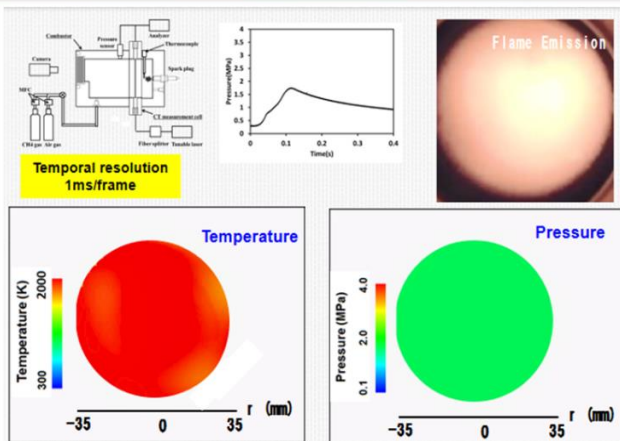 Analyzer
Combustor
Pressure
sensor
Thermocouple
Camera
Spark plug
MFC
CT measurement cell
CH4 gas Air gas
Fiber splitter Tunable laser
Temporal resolution
1ms/frame
Pressure(MPa)
4
3.5
3
2.5
2
1.5
1
0.5
0
0 0.1 0.2 0.3 0.4
Time(s)
Flame Emission
Temperature
Temperature (K)
2000
300
r (mm)
-35 0 35
Pressure
Pressure (MPa)
4.0
2.0
0.1
r (mm)
-35 0 35